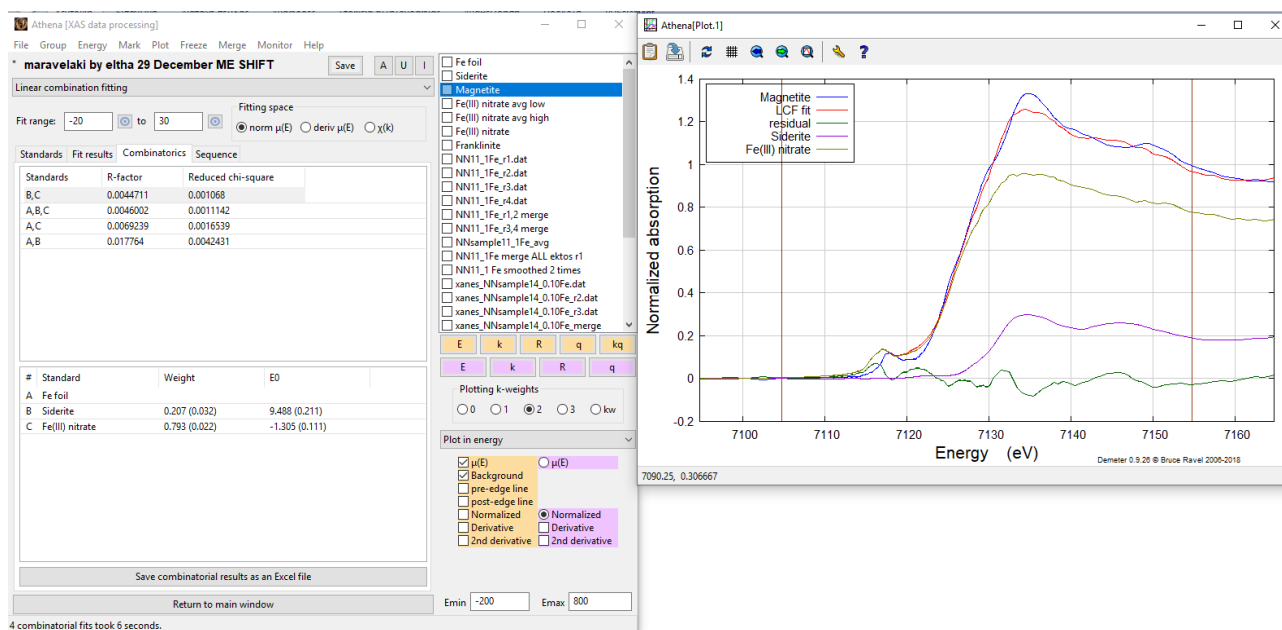 Athena [XAS data processing]
File Group Energy Mark Plot Freeze Merge Monitor Help
* maravelaki by eltha 29 December ME SHIFT Save A U I
Linear combination fitting
Fit range: -20 to 30
Fitting space
norm μ(E) deriv μ(E) χ(k)
Standards Fit results Combinatorics Sequence
Standards R-factor Reduced chi-square
B,C 0.0044711 0.001068
A,B,C 0.0046002 0.0011142
A,C 0.0069239 0.0016539
A,B 0.017764 0.0042431
# Standard Weight E0
A Fe foil
B Siderite 0.207 (0.032) 9.488 (0.211)
C Fe(III) nitrate 0.793 (0.022) -1.305 (0.111)
Save combinatorial results as an Excel file
Return to main window
4 combinatorial fits took 6 seconds.
Fe foil
Siderite
Magnetite
Fe(III) nitrate avg low
Fe(III) nitrate avg high
Fe(III) nitrate
Franklinite
NN11_1Fe_r1.dat
NN11_1Fe_r2.dat
NN11_1Fe_r3.dat
NN11_1Fe_r4.dat
NN11_1Fe_r1,2 merge
NN11_1Fe_r3,4 merge
NNsample11_1Fe_avg
NN11_1Fe merge ALL ektos r1
NN11_1 Fe smoothed 2 times
xanes_NNsample14_0.10Fe.dat
xanes_NNsample14_0.10Fe_r2.dat
xanes_NNsample14_0.10Fe_r3.dat
xanes_NNsample14_0.10Fe_merge
E k R q kq
E k R q
Plotting k-weights
0 1 2 3 kw
Plot in energy
μ(E) μ(E)
Background
pre-edge line
post-edge line
Normalized Normalized
Derivative Derivative
2nd derivative 2nd derivative
Emin -200 Emax 800
Athena[Plot.1]
Normalized absorption
1.4
1.2
1
0.8
0.6
0.4
0.2
0
-0.2
Magnetite
LCF fit
residual
Siderite
Fe(III) nitrate
7100 7110 7120 7130 7140 7150 7160
Energy (eV)
Demeter 0.9.26 © Bruce Ravel 2006-2018
7090.25, 0.306667